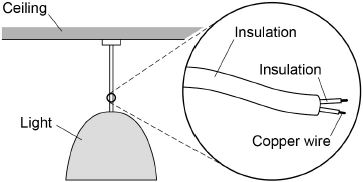 Ceiling
Insulation
Insulation
Light
Copper wire